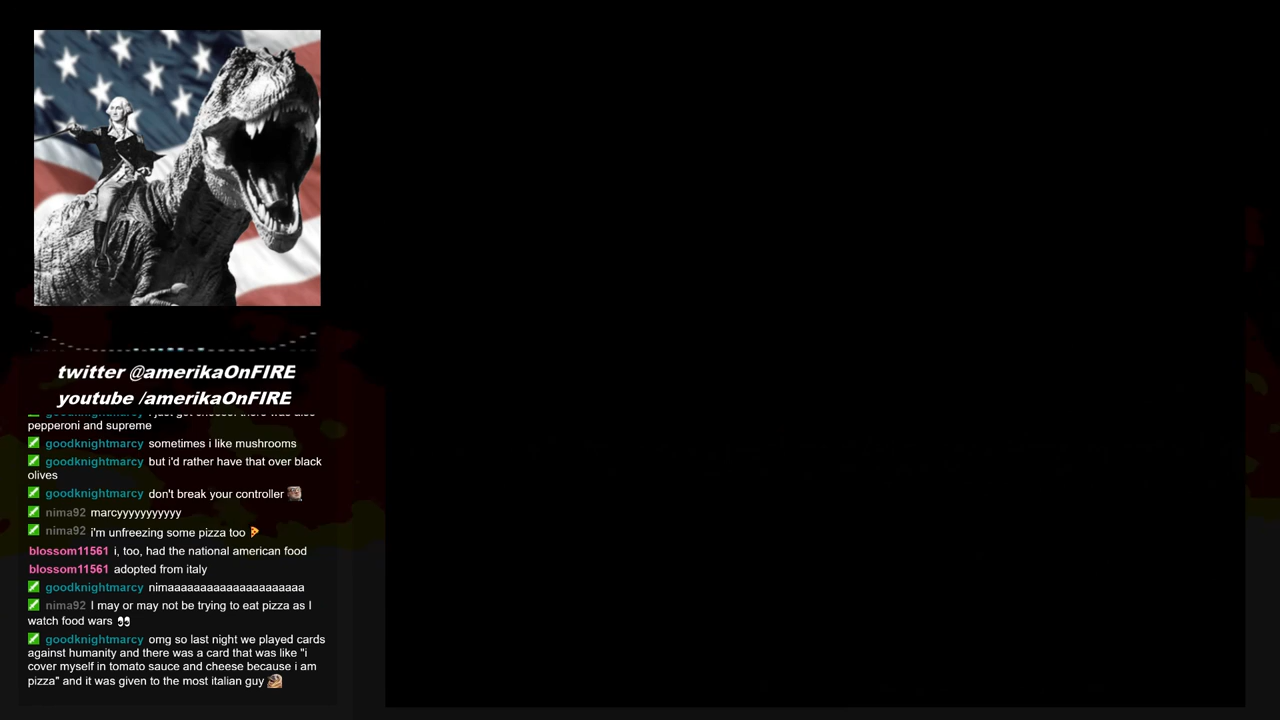 twitter @amerikaOnFIRE
youtube /amerikaOnFIRE
pepperoni and supreme
goodknightmarcy sometimes i like mushrooms
goodknightmarcy but i'd rather have that over black
olives
goodknightmarcy don't break your controller
nima92 marcyyyyyyyyyyy
nima92 i'm unfreezing some pizza too 🍕
blossom11561 i, too, had the national american food
blossom11561 adopted from italy
goodknightmarcy nimaaaaaaaaaaaaaaaaaaaaaa
nima92 I may or may not be trying to eat pizza as I
watch food wars 👀
goodknightmarcy omg so last night we played cards
against humanity and there was a card that was like "i
cover myself in tomato sauce and cheese because i am
pizza" and it was given to the most italian guy